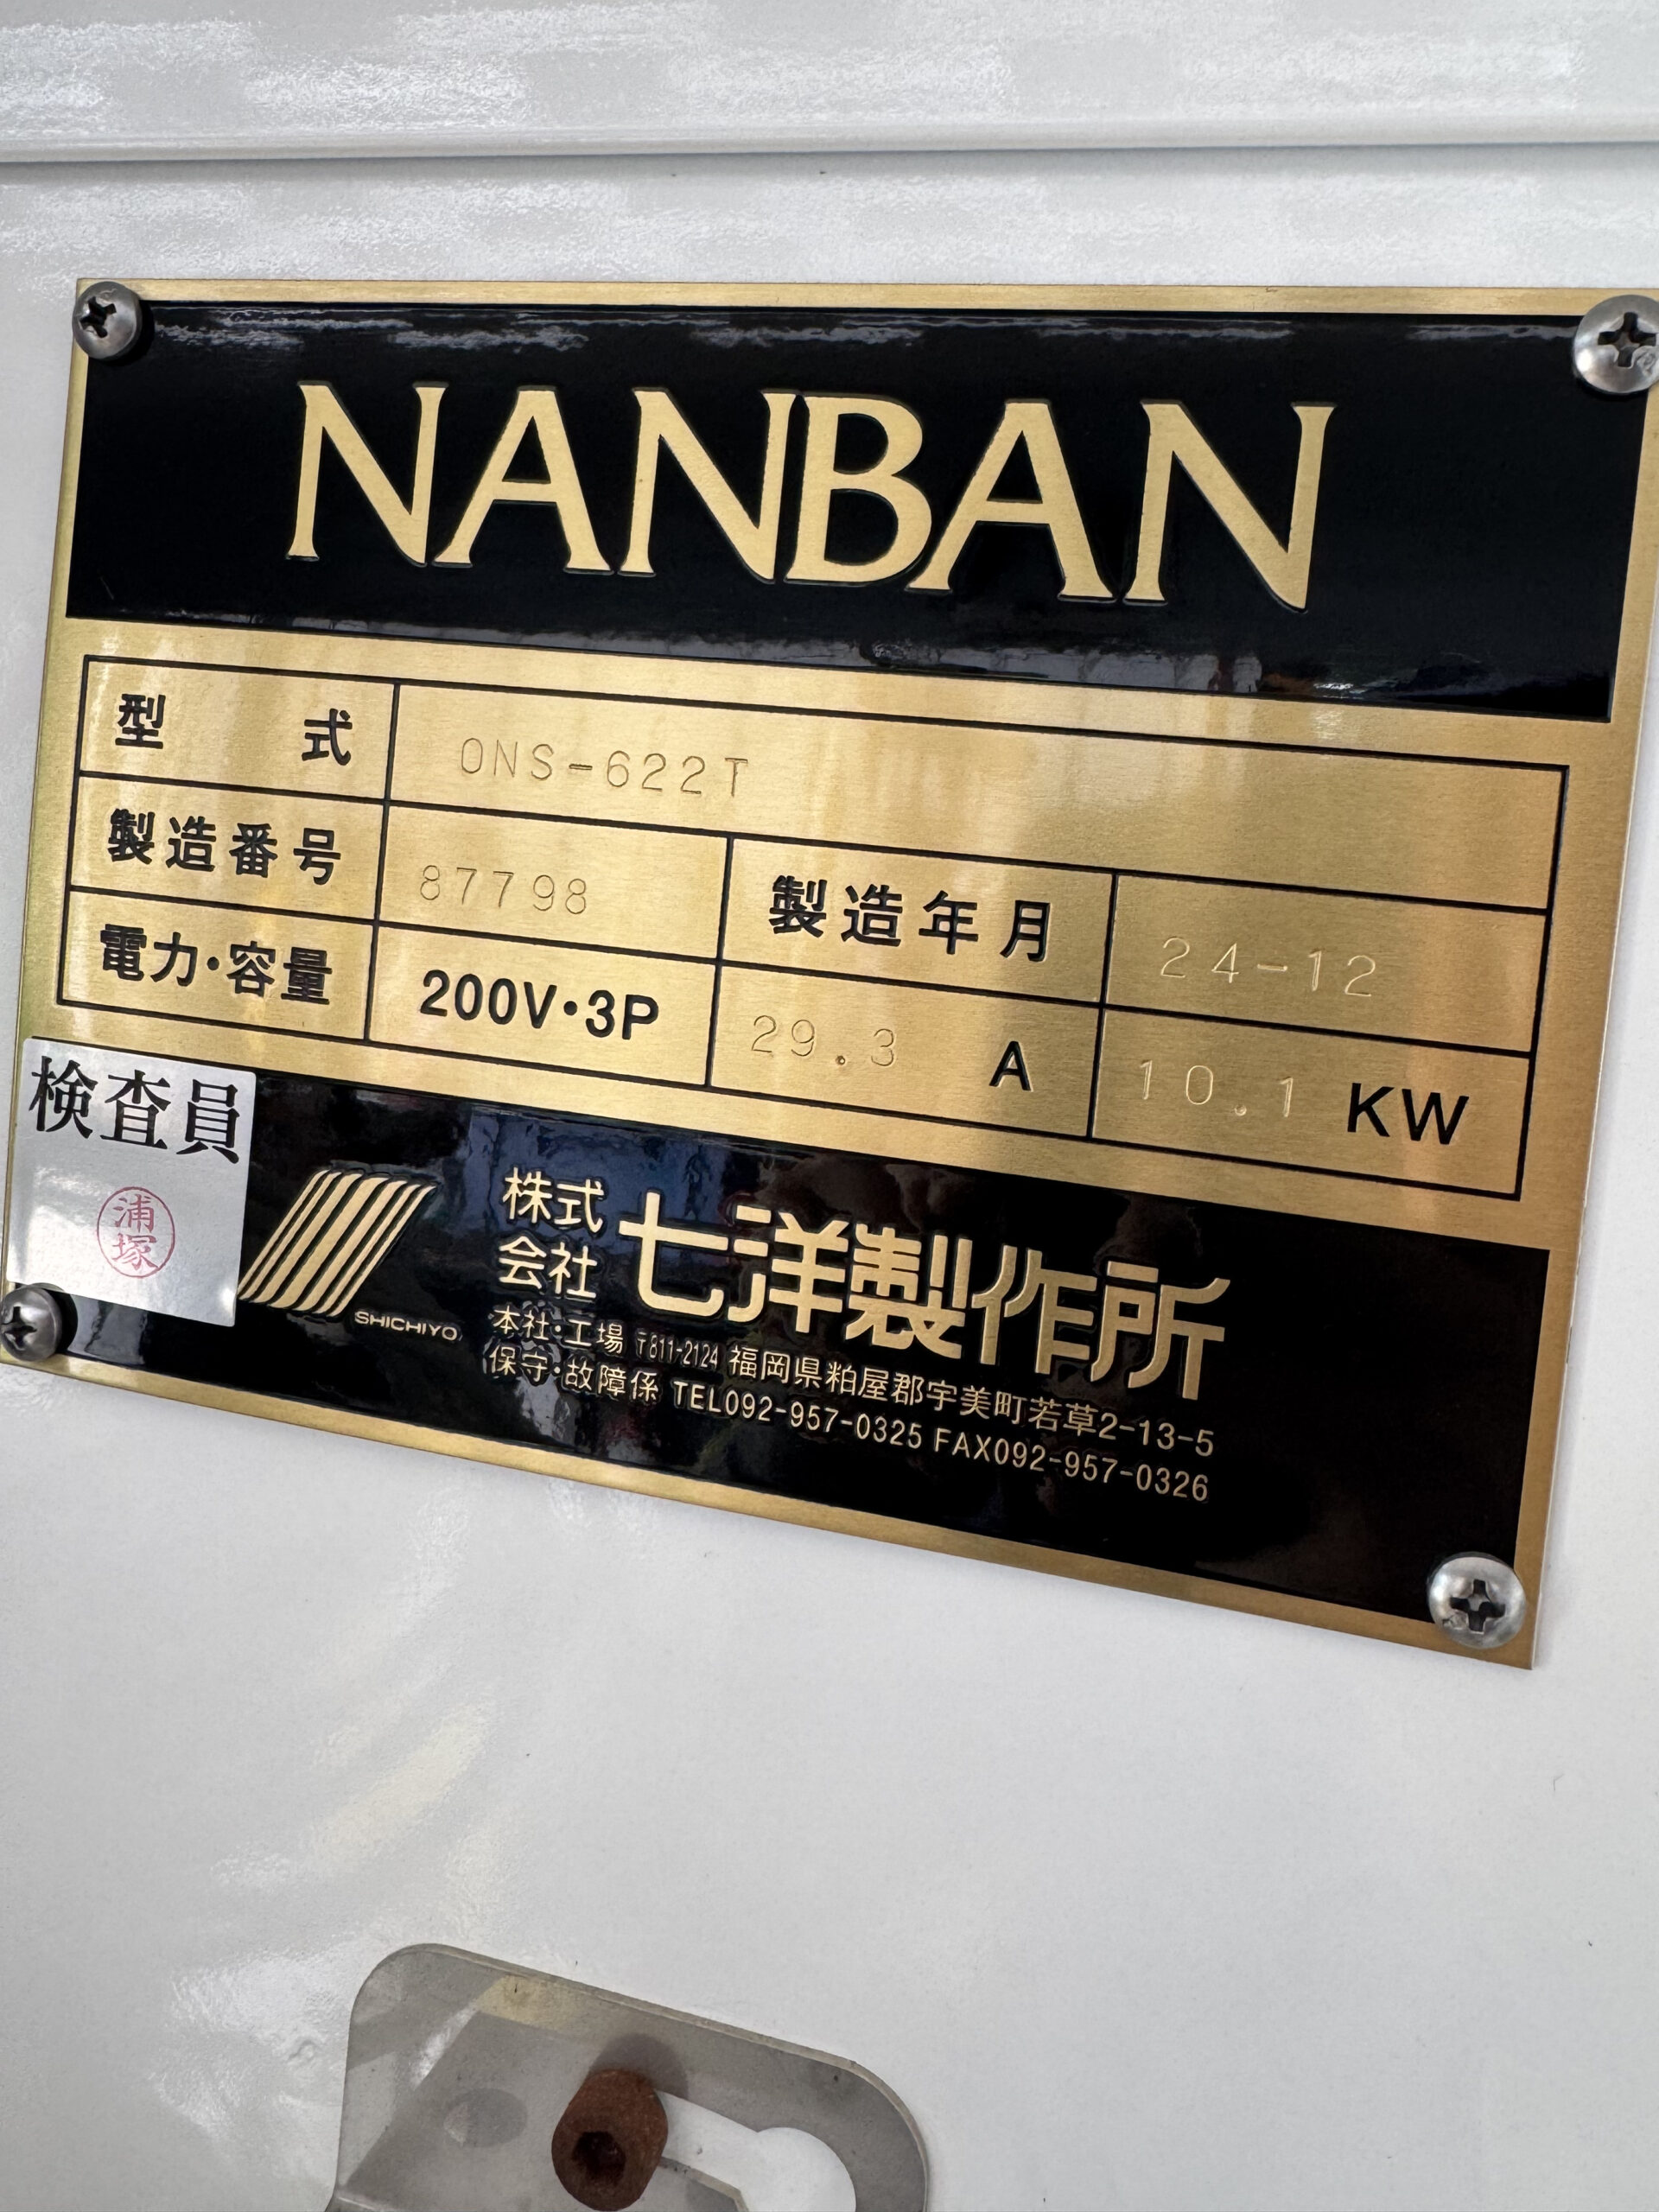 NANBAN
型式 ONS-622T
製造番号 87798 製造年月 24-12
電力・容量 200V・3P 29.3 A 10.1 KW
検査員
浦塚
SHICHIYO
株式会社 七洋製作所
本社・工場 〒811-2124 福岡県粕屋郡宇美町若草2-13-5
保守・故障係 TEL092-957-0325 FAX092-957-0326